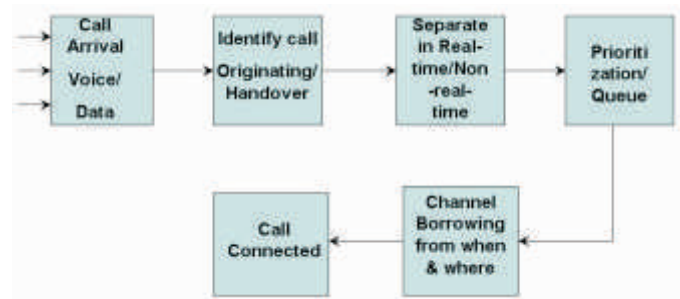 Call
Arrival
Voice/
Data
Identify call
Originating/
Handover
Separate
in Real-
time/Non
-real-
time
Prioriti
zation/
Queue
Channel
Borrowing
from when
& where
Call
Connected